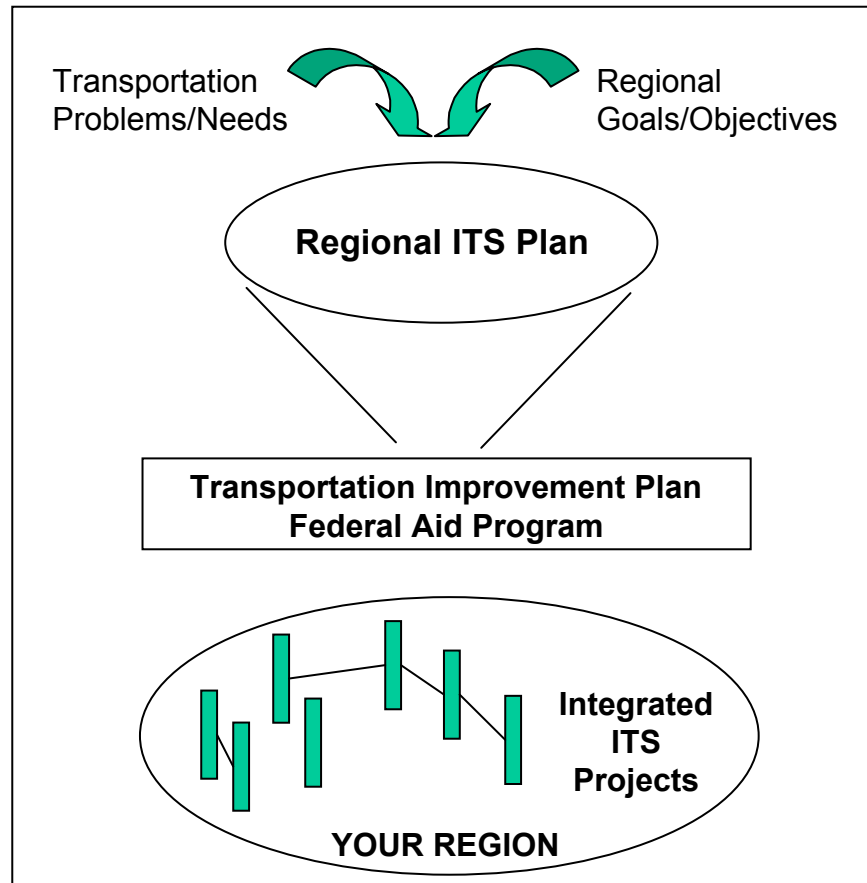 Transportation
Problems/Needs
Regional
Goals/Objectives
Regional ITS Plan
Transportation Improvement Plan
Federal Aid Program
Integrated
ITS
Projects
YOUR REGION